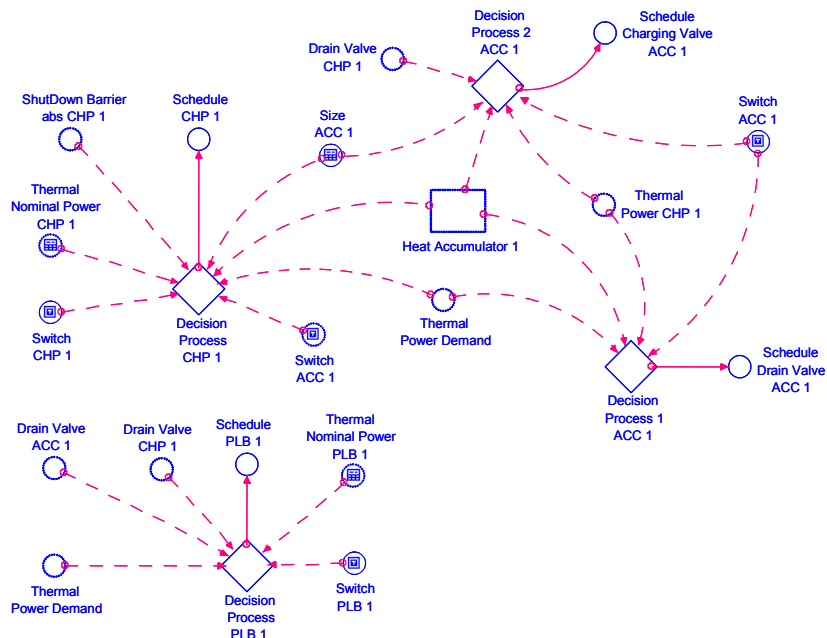 Decision
Process 2
ACC 1
Schedule
Charging Valve
ACC 1
Drain Valve
CHP 1
ShutDown Barrier
abs CHP 1
Schedule
CHP 1
Size
ACC 1
Switch
ACC 1
Thermal
Nominal Power
CHP 1
Thermal
Power CHP 1
Heat Accumulator 1
Switch
CHP 1
Decision
Process
CHP 1
Switch
ACC 1
Thermal
Power Demand
Schedule
Drain Valve
ACC 1
Decision
Process 1
ACC 1
Drain Valve
ACC 1
Drain Valve
CHP 1
Schedule
PLB 1
Thermal
Nominal Power
PLB 1
Thermal
Power Demand
Decision
Process
PLB 1
Switch
PLB 1